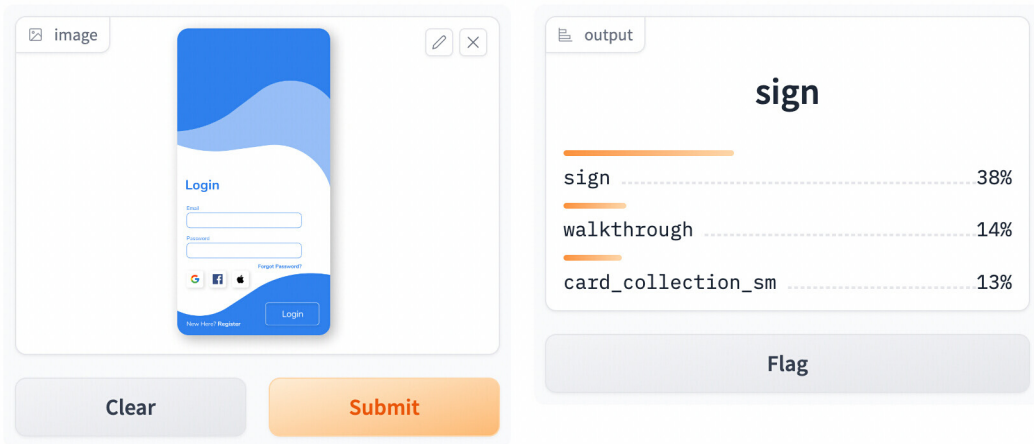 image
Login
Email
Password
Forgot Password?
Login
New Here? Register
Clear
Submit
output
sign
sign 38%
walkthrough 14%
card_collection_sm 13%
Flag